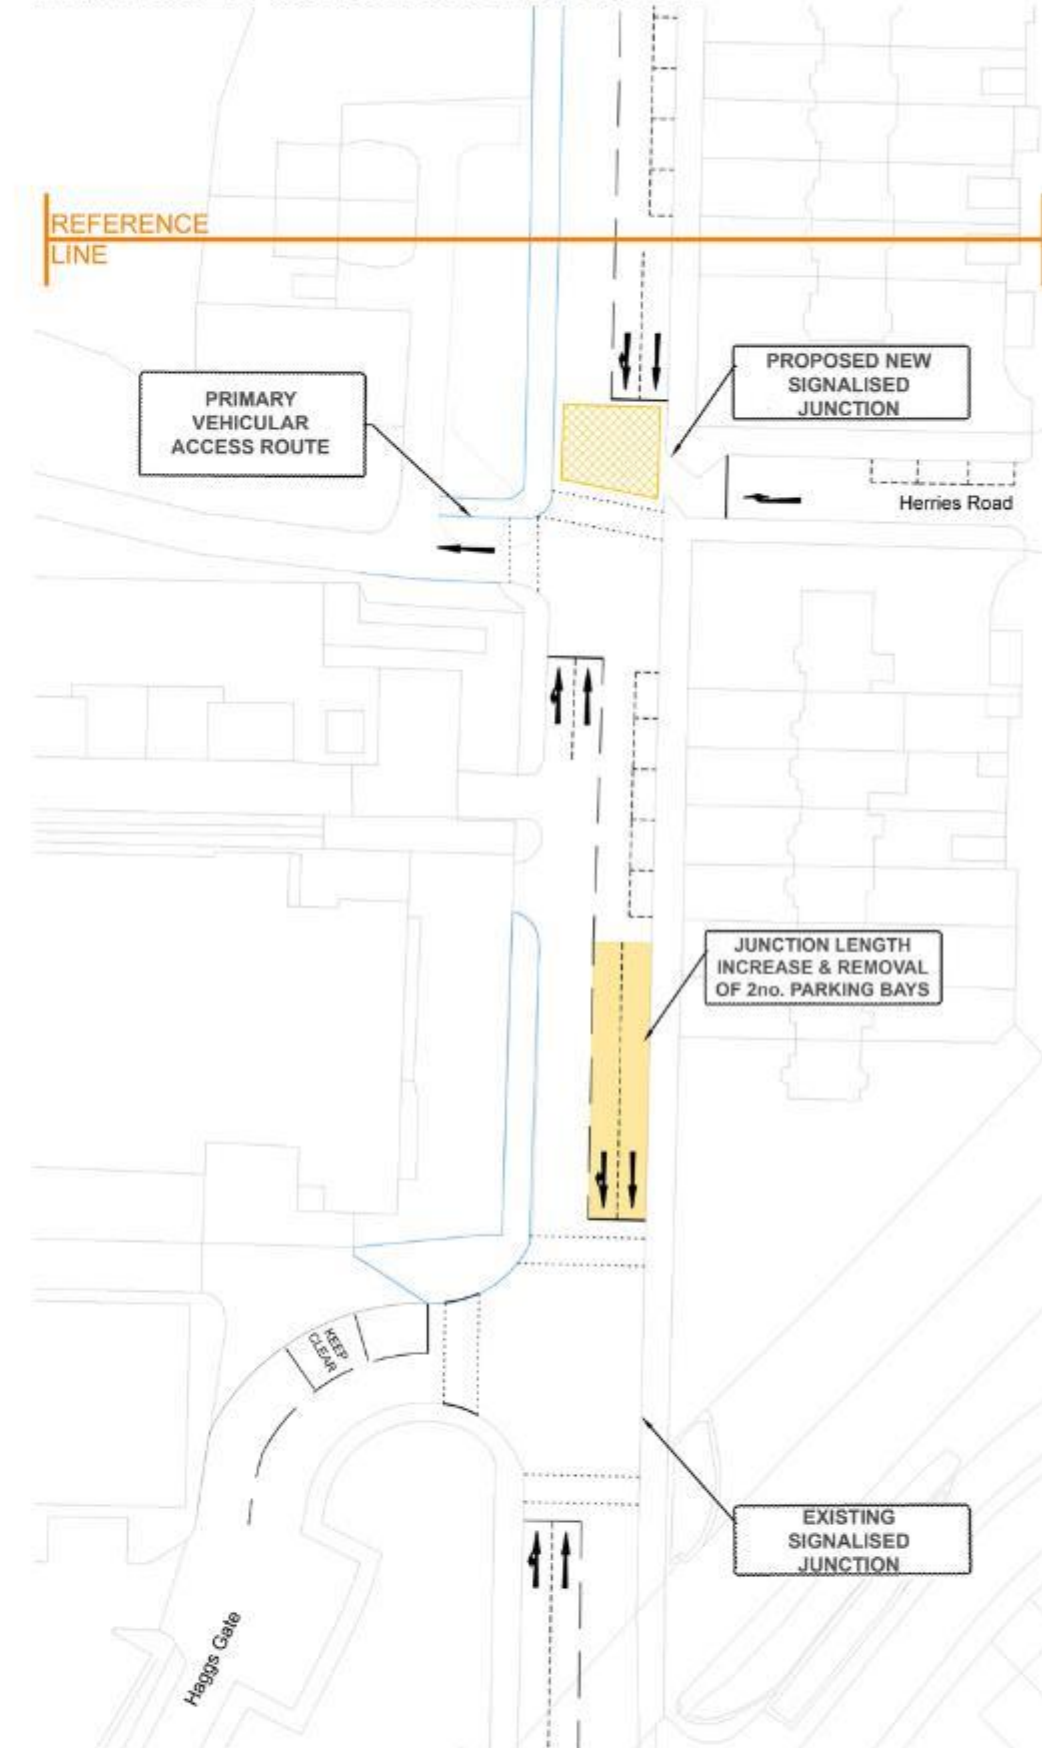 REFERENCE
LINE
PROPOSED NEW
SIGNALISED
JUNCTION
PRIMARY
VEHICULAR
ACCESS ROUTE
Herries Road
JUNCTION LENGTH
INCREASE & REMOVAL
OF 2no. PARKING BAYS
KEEP
CLEAR
EXISTING
SIGNALISED
JUNCTION
Haggs Gate